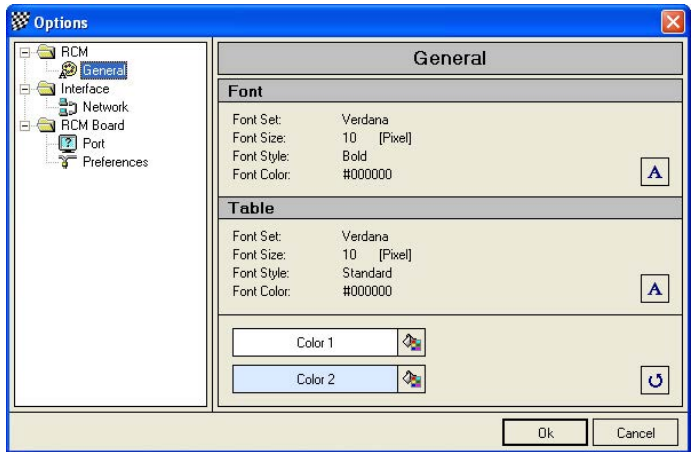 Options
RCM
General
Interface
Network
RCM Board
Port
Preferences
General
Font
Font Set: Verdana
Font Size: 10 [Pixel]
Font Style: Bold
Font Color: #000000
A
Table
Font Set: Verdana
Font Size: 10 [Pixel]
Font Style: Standard
Font Color: #000000
A
Color 1
Color 2
Ok Cancel